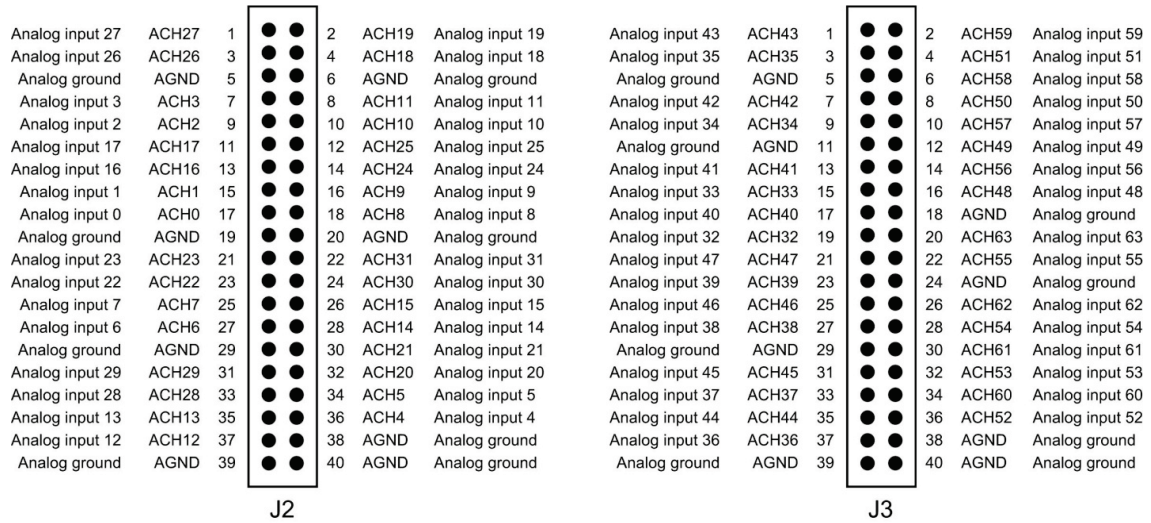 Analog input 27 ACH27 1 2 ACH19 Analog input 19 Analog input 43 ACH43 1 2 ACH59 Analog input 59
Analog input 26 ACH26 3 4 ACH18 Analog input 18 Analog input 35 ACH35 3 4 ACH51 Analog input 51
Analog ground AGND 5 6 AGND Analog ground Analog ground AGND 5 6 ACH58 Analog input 58
Analog input 3 ACH3 7 8 ACH11 Analog input 11 Analog input 42 ACH42 7 8 ACH50 Analog input 50
Analog input 2 ACH2 9 10 ACH10 Analog input 10 Analog input 34 ACH34 9 10 ACH57 Analog input 57
Analog input 17 ACH17 11 12 ACH25 Analog input 25 Analog ground AGND 11 12 ACH49 Analog input 49
Analog input 16 ACH16 13 14 ACH24 Analog input 24 Analog input 41 ACH41 13 14 ACH56 Analog input 56
Analog input 1 ACH1 15 16 ACH9 Analog input 9 Analog input 33 ACH33 15 16 ACH48 Analog input 48
Analog input 0 ACH0 17 18 ACH8 Analog input 8 Analog input 40 ACH40 17 18 AGND Analog ground
Analog ground AGND 19 20 AGND Analog ground Analog input 32 ACH32 19 20 ACH63 Analog input 63
Analog input 23 ACH23 21 22 ACH31 Analog input 31 Analog input 47 ACH47 21 22 ACH55 Analog input 55
Analog input 22 ACH22 23 24 ACH30 Analog input 30 Analog input 39 ACH39 23 24 AGND Analog ground
Analog input 7 ACH7 25 26 ACH15 Analog input 15 Analog input 46 ACH46 25 26 ACH62 Analog input 62
Analog input 6 ACH6 27 28 ACH14 Analog input 14 Analog input 38 ACH38 27 28 ACH54 Analog input 54
Analog ground AGND 29 30 ACH21 Analog input 21 Analog ground AGND 29 30 ACH61 Analog input 61
Analog input 29 ACH29 31 32 ACH20 Analog input 20 Analog input 45 ACH45 31 32 ACH53 Analog input 53
Analog input 28 ACH28 33 34 ACH5 Analog input 5 Analog input 37 ACH37 33 34 ACH60 Analog input 60
Analog input 13 ACH13 35 36 ACH4 Analog input 4 Analog input 44 ACH44 35 36 ACH52 Analog input 52
Analog input 12 ACH12 37 38 AGND Analog ground Analog input 36 ACH36 37 38 AGND Analog ground
Analog ground AGND 39 40 AGND Analog ground Analog ground AGND 39 40 AGND Analog ground
J2 J3